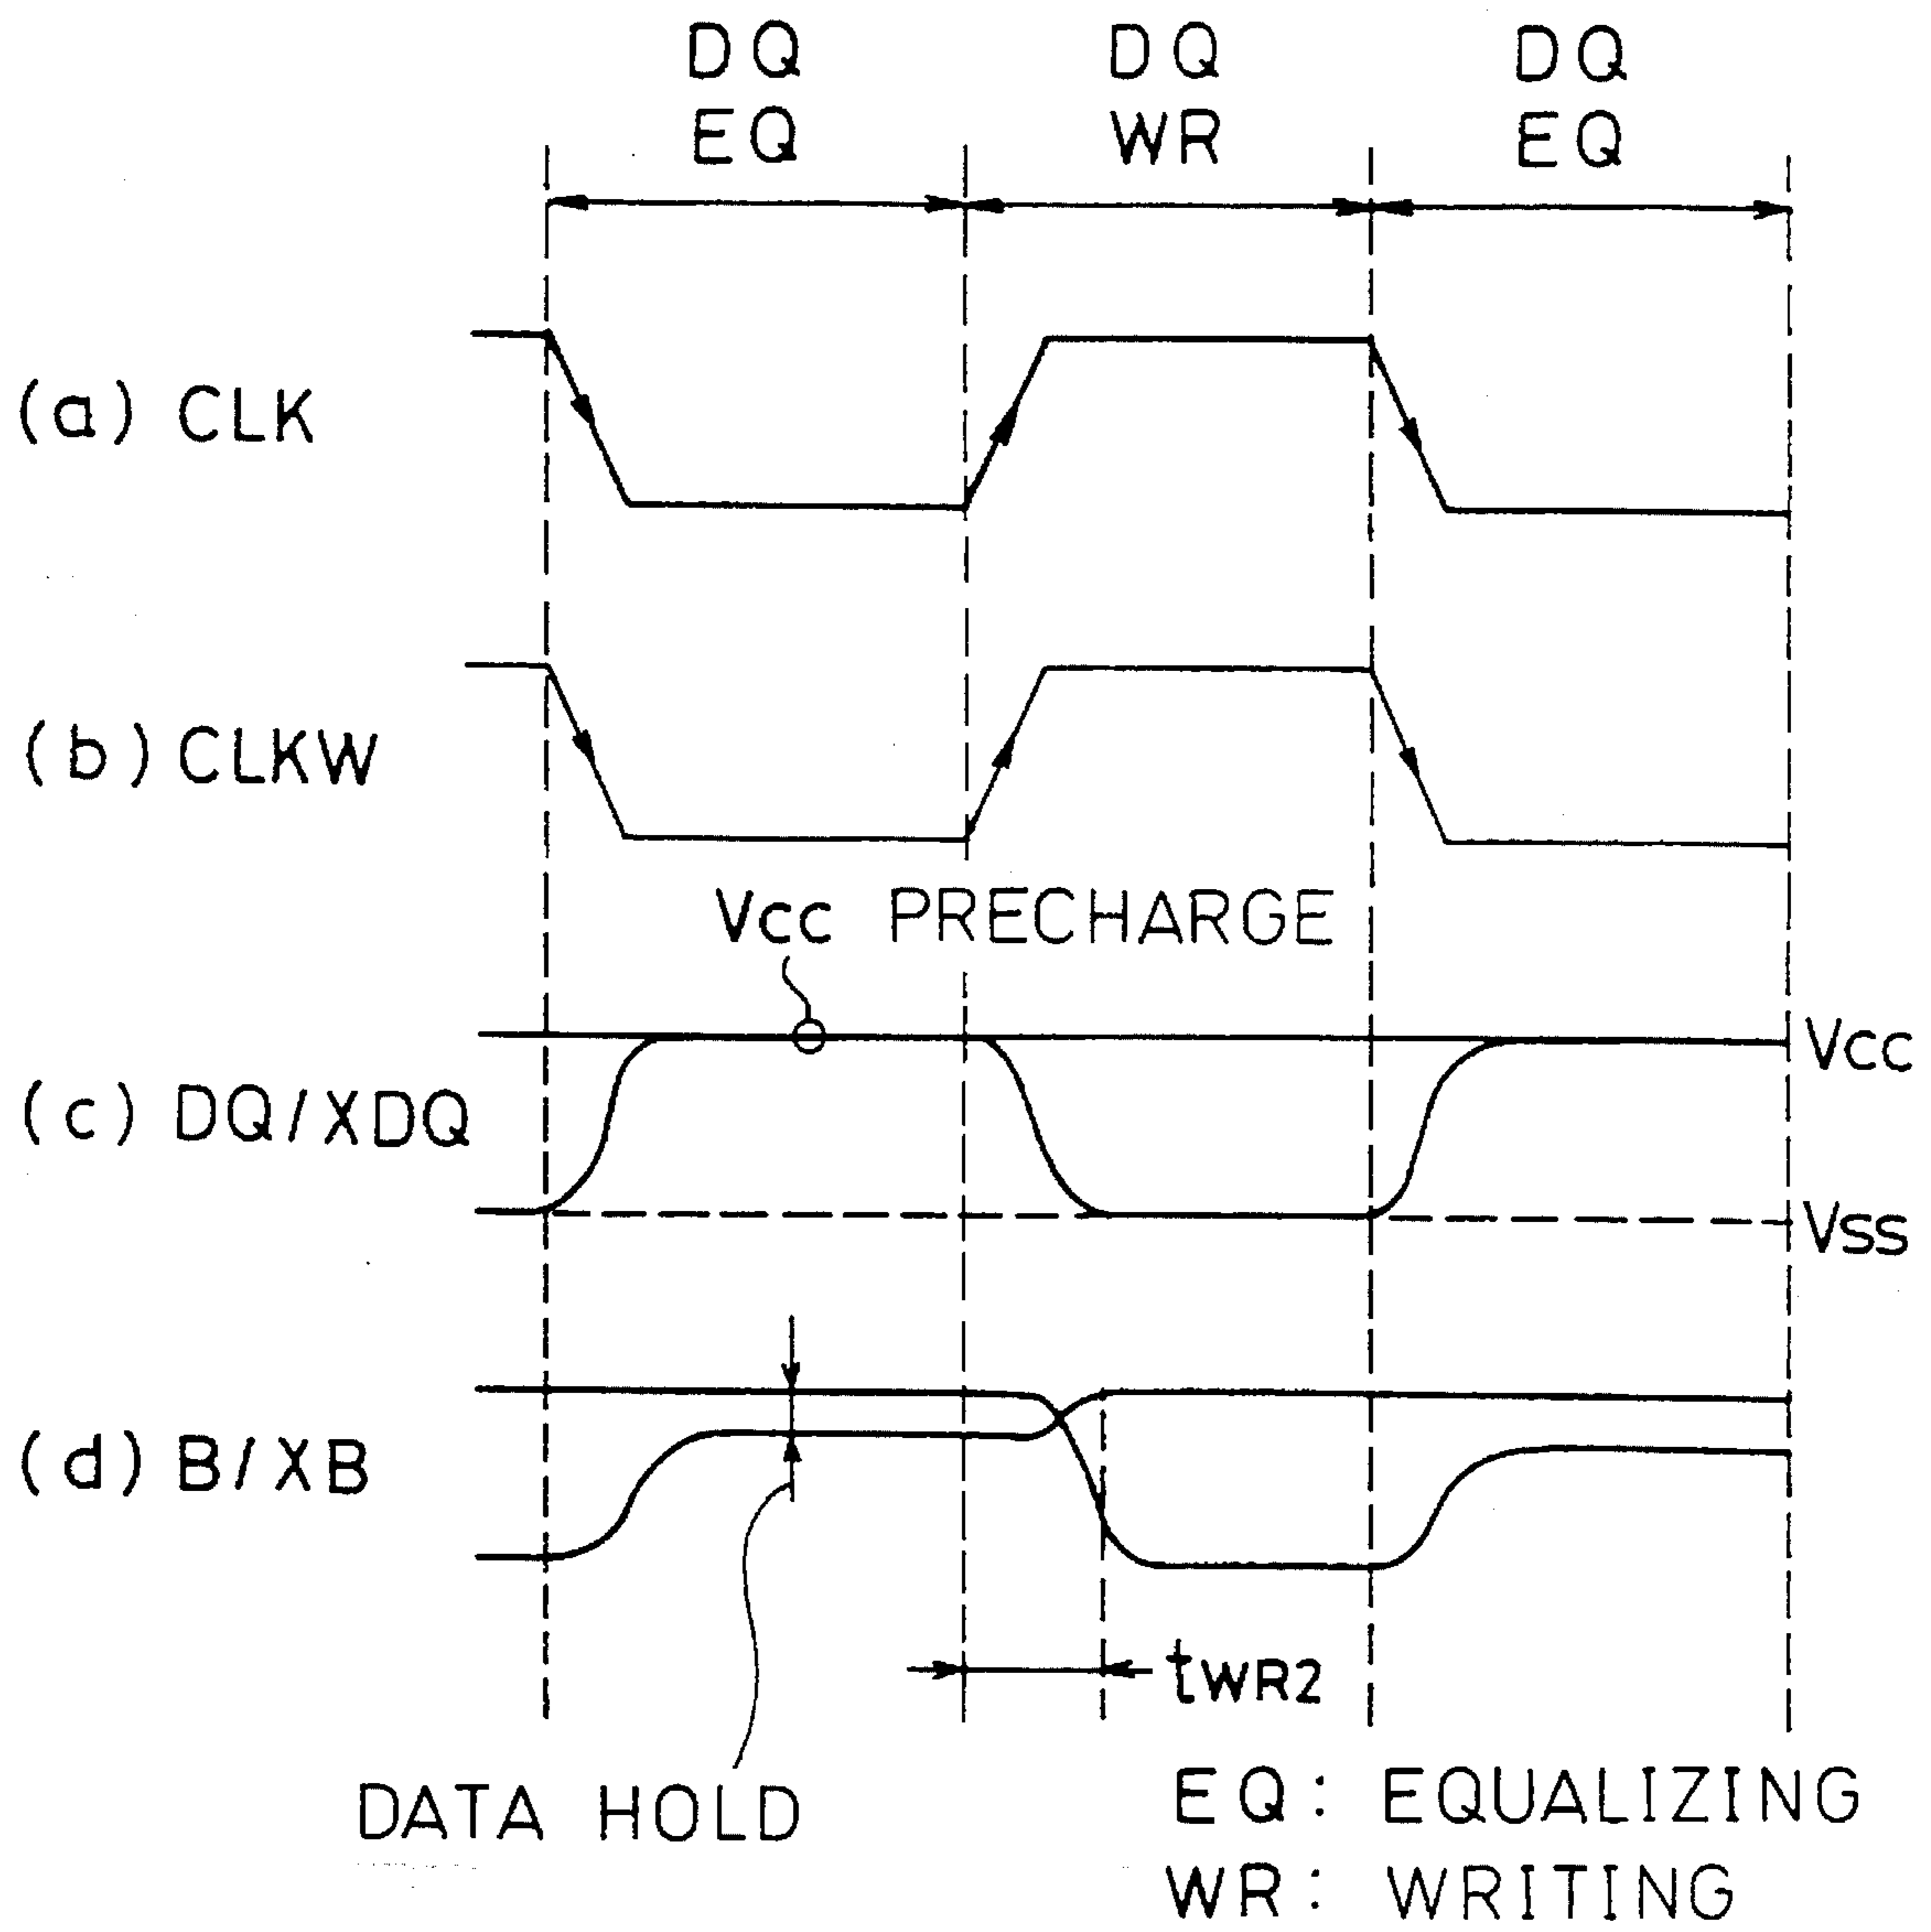 DQ DQ DQ
EQ WR EQ
(a) CLK
(b) CLKW
Vcc PRECHARGE
Vcc
(c) DQ/XDQ
Vss
(d) B/XB
tWR2
DATA HOLD
EQ: EQUALIZING
WR: WRITING